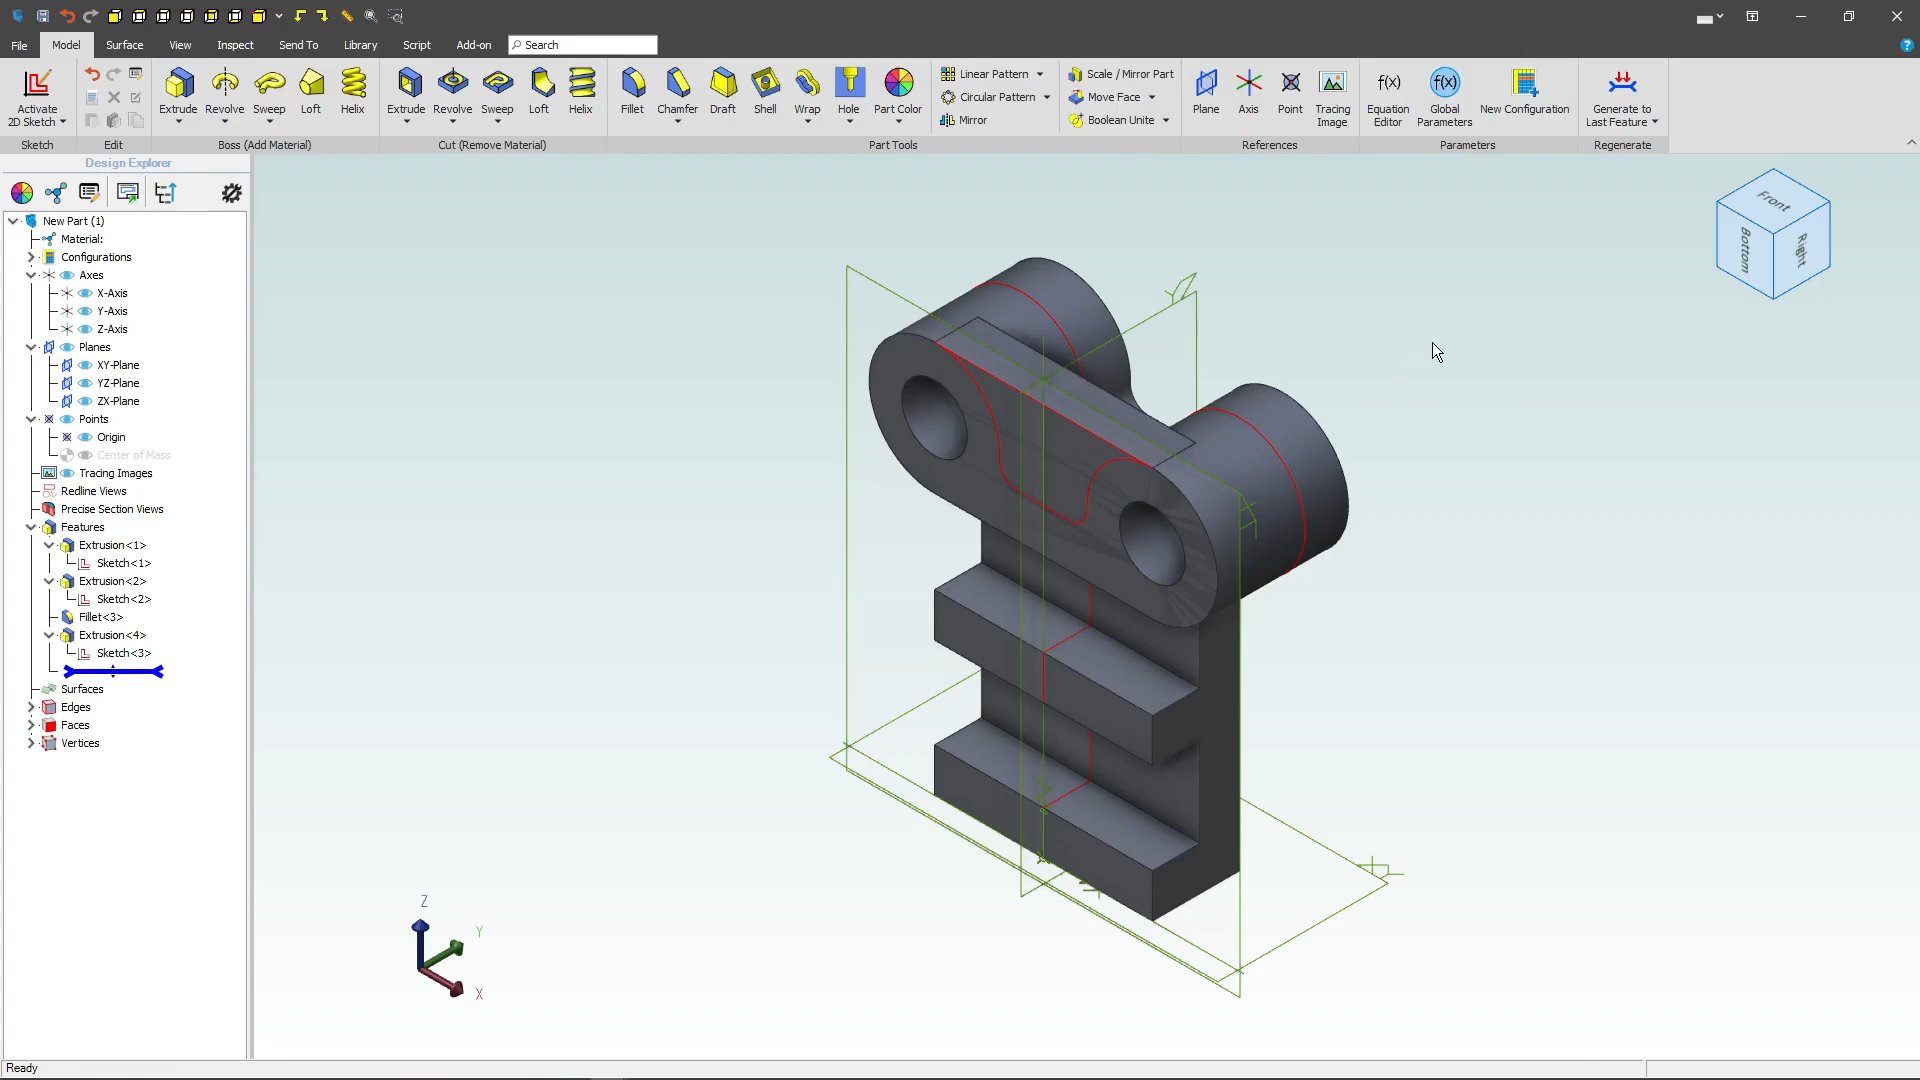 File Model Surface View Inspect Send To Library Script Add-on Search
Activate
2D Sketch
Sketch
Edit
Extrude Revolve Sweep Loft Helix
Boss (Add Material)
Extrude Revolve Sweep Loft Helix
Cut (Remove Material)
Fillet Chamfer Draft Shell Wrap Hole Part Color
Linear Pattern
Circular Pattern
Mirror
Scale / Mirror Part
Move Face
Boolean Unite
Part Tools
Plane Axis Point Tracing
Image
References
f(x) f(x)
Equation
Editor
Global
Parameters
New Configuration
Parameters
Generate to
Last Feature
Regenerate
Design Explorer
New Part (1)
Material:
Configurations
Axes
X-Axis
Y-Axis
Z-Axis
Planes
XY-Plane
YZ-Plane
ZX-Plane
Points
Origin
Center of Mass
Tracing Images
Redline Views
Precise Section Views
Features
Extrusion<1>
Sketch<1>
Extrusion<2>
Sketch<2>
Fillet<3>
Extrusion<4>
Sketch<3>
Surfaces
Edges
Faces
Vertices
Front
Bottom
Right
Z
Y
X
Ready